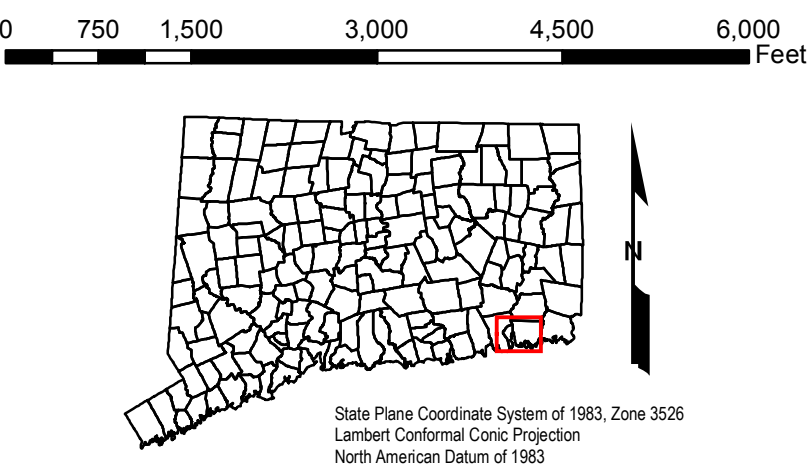 0 750 1,500 3,000 4,500 6,000
Feet
N
State Plane Coordinate System of 1983, Zone 3526
Lambert Conformal Conic Projection
North American Datum of 1983